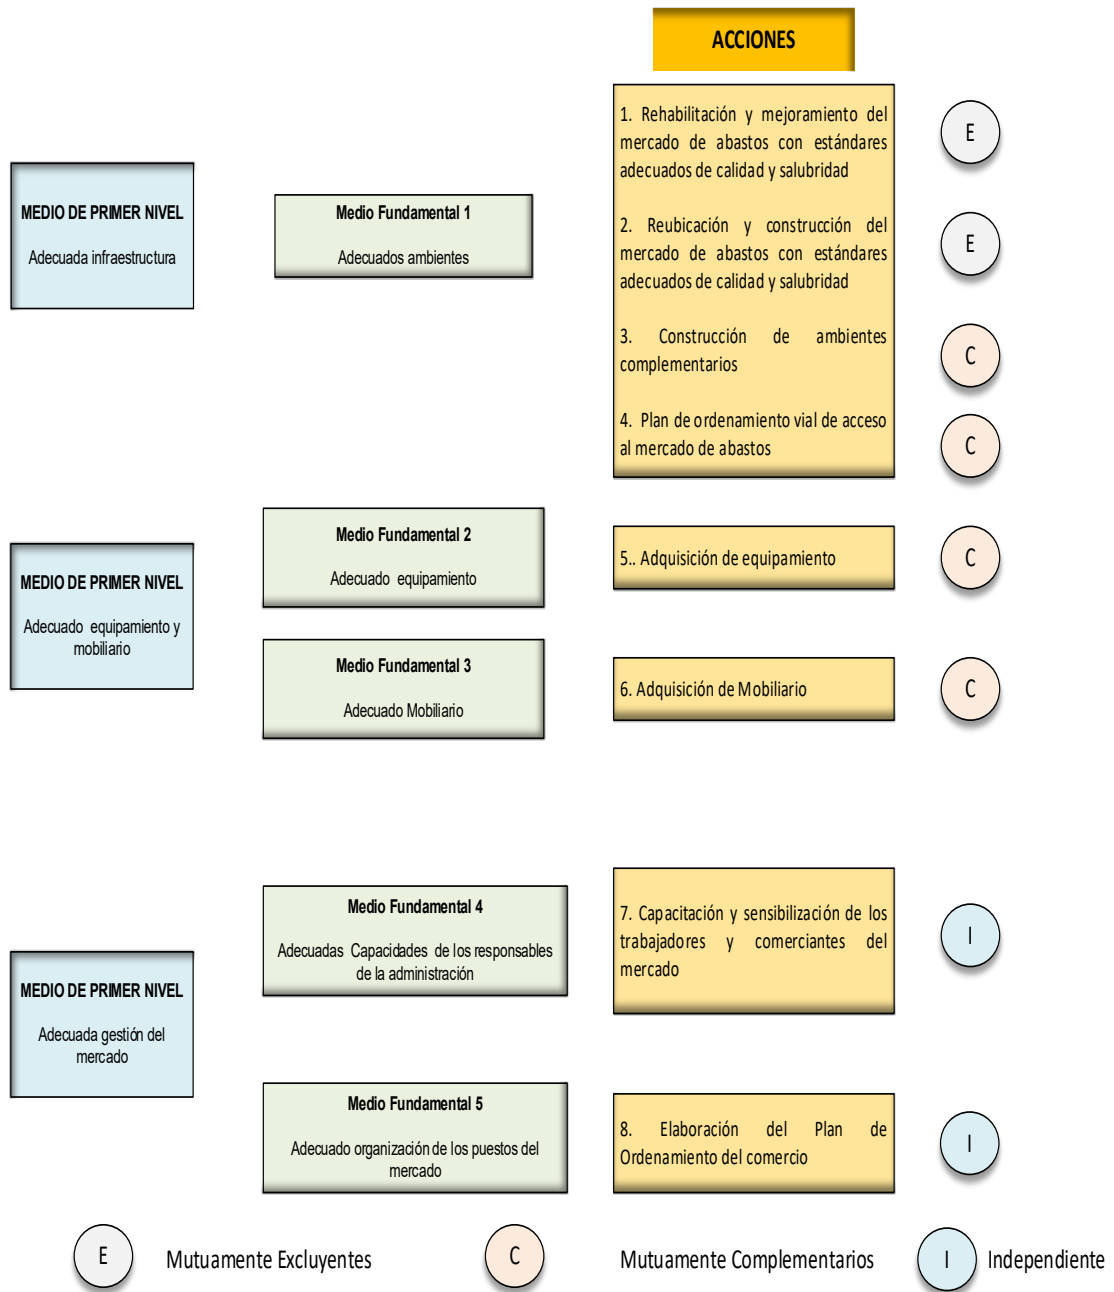 ACCIONES
MEDIO DE PRIMER NIVEL
Adecuada infraestructura
Medio Fundamental 1
Adecuados ambientes
1. Rehabilitación y mejoramiento del
mercado de abastos con estándares
adecuados de calidad y salubridad
E
2. Reubicación y construcción del
mercado de abastos con estándares
adecuados de calidad y salubridad
E
3. Construcción de ambientes
complementarios
C
4. Plan de ordenamiento vial de acceso
al mercado de abastos
C
MEDIO DE PRIMER NIVEL
Adecuado equipamiento y
mobiliario
Medio Fundamental 2
Adecuado equipamiento
5.. Adquisición de equipamiento
C
Medio Fundamental 3
Adecuado Mobiliario
6. Adquisición de Mobiliario
C
MEDIO DE PRIMER NIVEL
Adecuada gestión del
mercado
Medio Fundamental 4
Adecuadas Capacidades de los responsables
de la administración
7. Capacitación y sensibilización de los
trabajadores y comerciantes del
mercado
I
Medio Fundamental 5
Adecuado organización de los puestos del
mercado
8. Elaboración del Plan de
Ordenamiento del comercio
I
E Mutuamente Excluyentes C Mutuamente Complementarios I Independiente